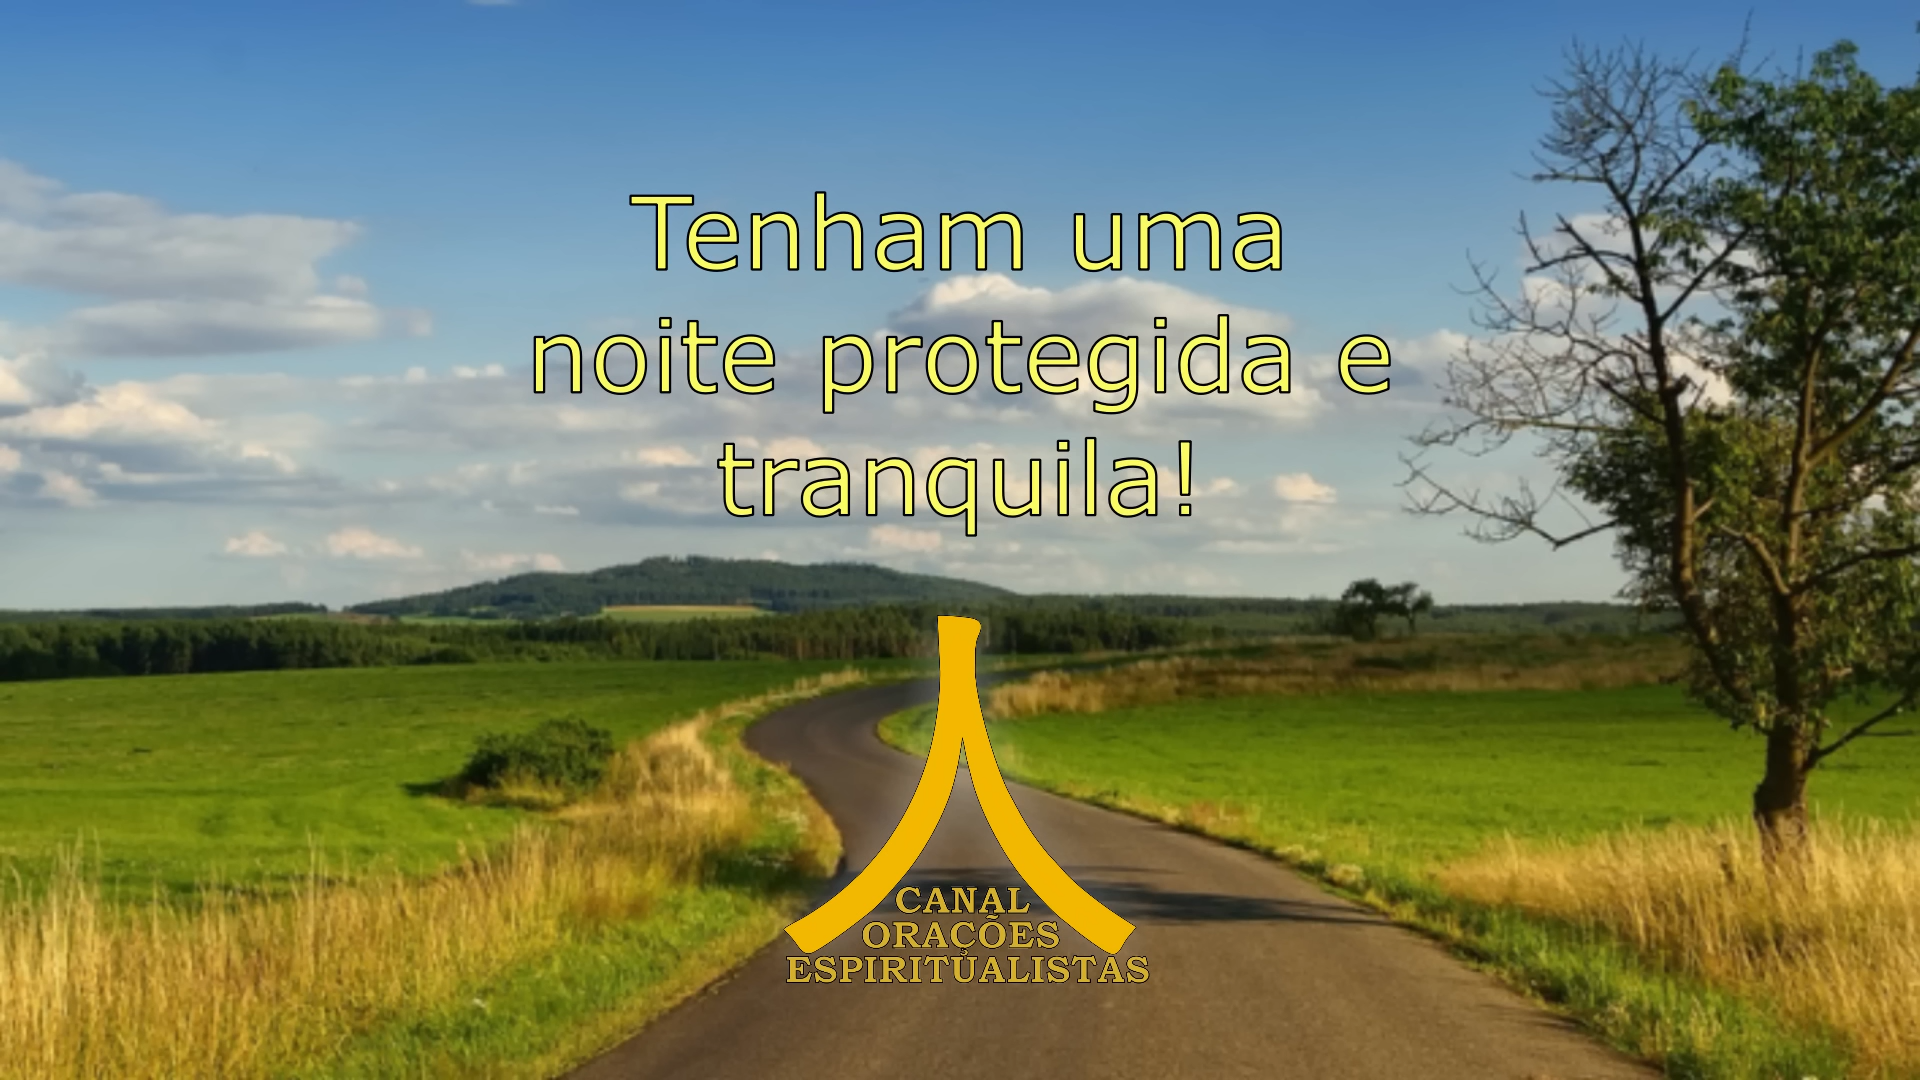 Tenham uma
noite protegida e
tranquila!
CANAL
ORAÇÕES
ESPIRITUALISTAS